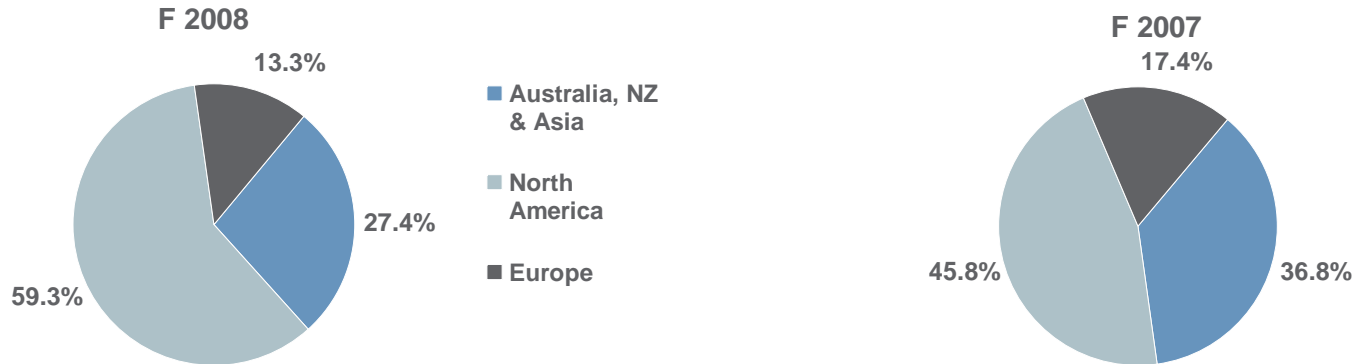 F 2008
13.3%
27.4%
59.3%
Australia, NZ
& Asia
North
America
Europe
F 2007
17.4%
45.8%
36.8%